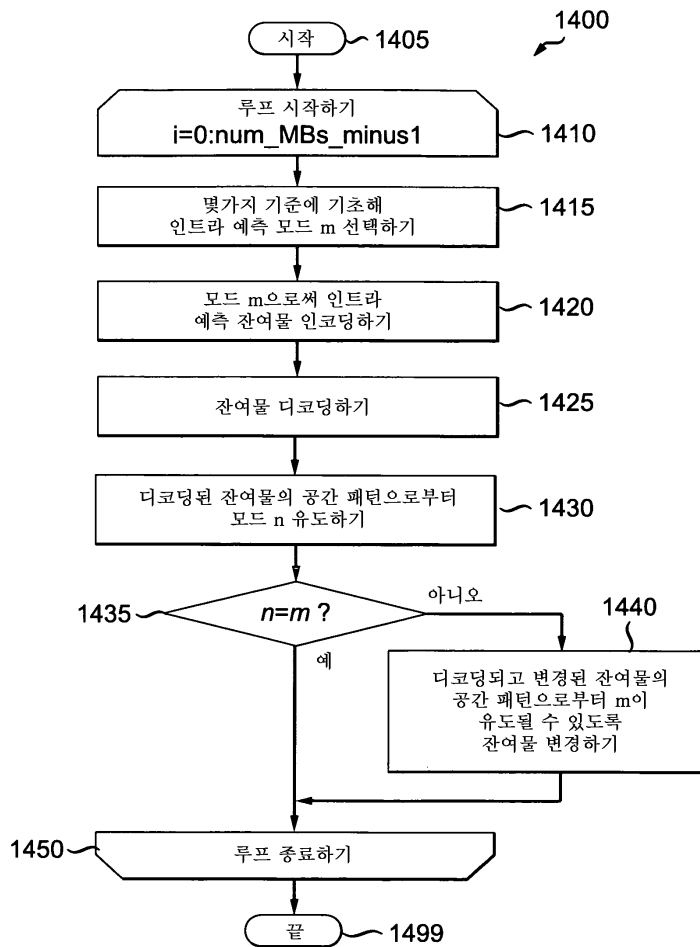 시작
1405
1400
루프 시작하기
i=0:num_MBs_minus1
1410
몇가지 기준에 기초해
인트라 예측 모드 m 선택하기
1415
모드 m으로써 인트라
예측 잔여물 인코딩하기
1420
잔여물 디코딩하기
1425
디코딩된 잔여물의 공간 패턴으로부터
모드 n 유도하기
1430
1435
n=m ?
아니오
예
1440
디코딩되고 변경된 잔여물의
공간 패턴으로부터 m이
유도될 수 있도록
잔여물 변경하기
1450
루프 종료하기
끝
1499